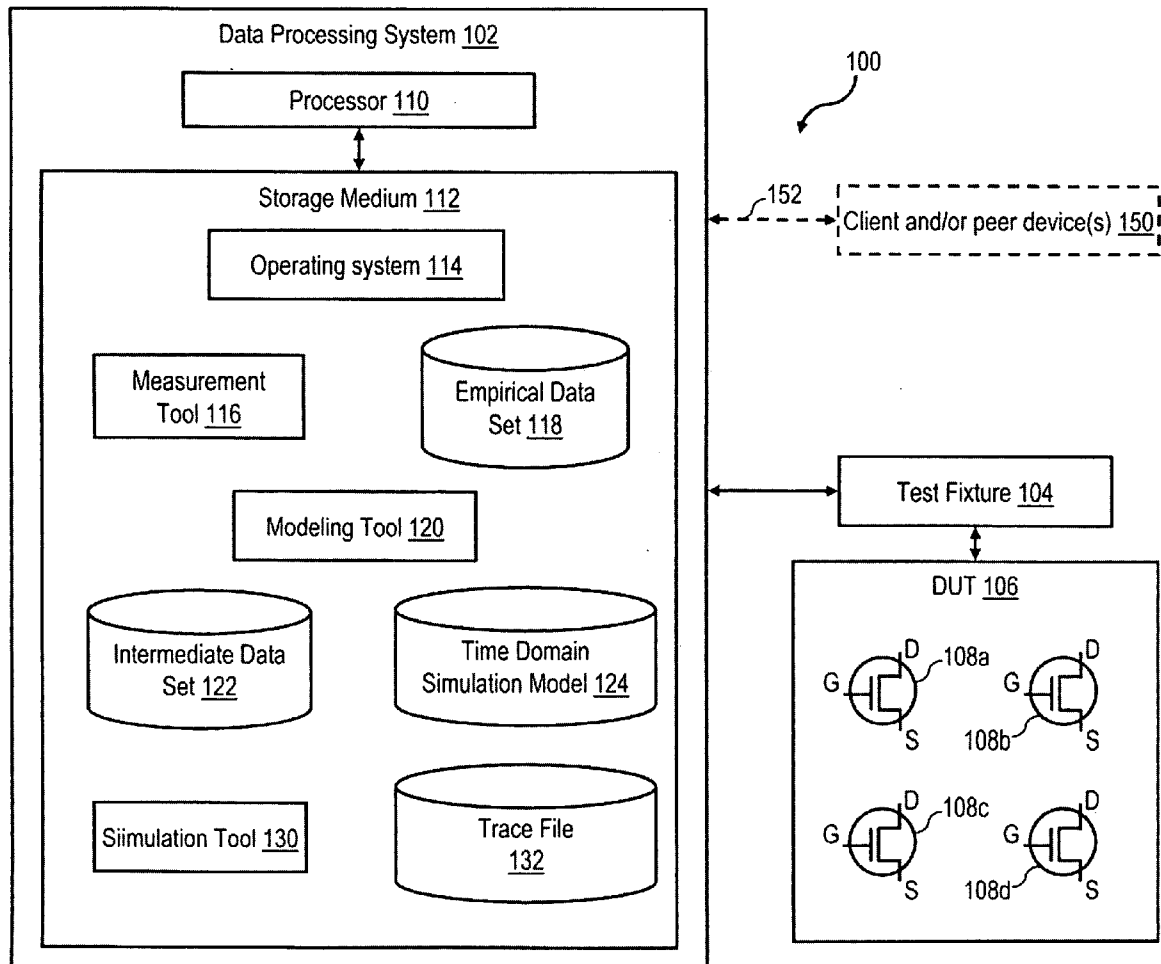 Data Processing System 102
Processor 110
Storage Medium 112
Operating system 114
Measurement
Tool 116
Empirical Data
Set 118
Modeling Tool 120
Intermediate Data
Set 122
Time Domain
Simulation Model 124
Siimulation Tool 130
Trace File
132
100
152
Client and/or peer device(s) 150
Test Fixture 104
DUT 106
D
G
S
108a
D
G
S
108b
D
G
S
108c
D
G
S
108d